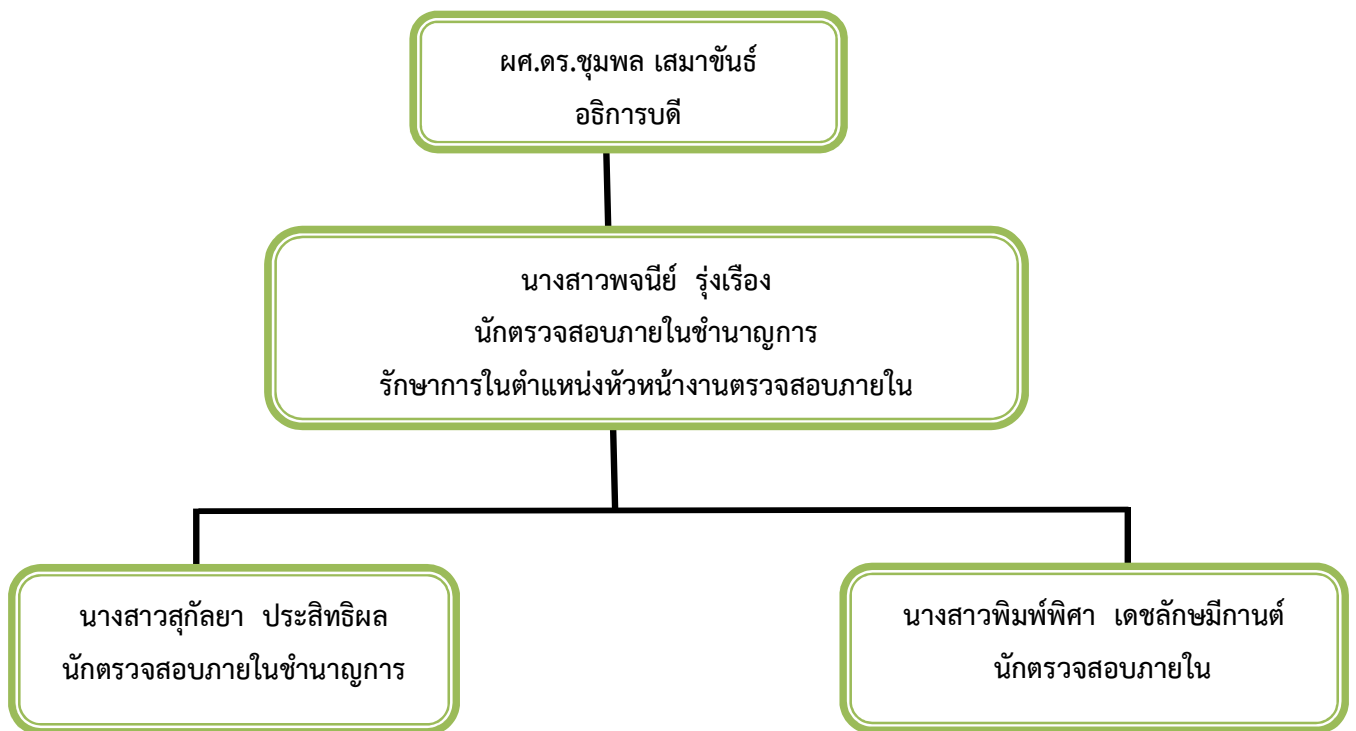 ผศ.ดร.ชุมพล เสมาขันธ์
อธิการบดี
นางสาวพจนีย์ รุ่งเรือง
นักตรวจสอบภายในชำนาญการ
รักษาการในตำแหน่งหัวหน้างานตรวจสอบภายใน
นางสาวสุกัลยา ประสิทธิผล
นักตรวจสอบภายในชำนาญการ
นางสาวพิมพ์พิศา เดชลักษมีกานต์
นักตรวจสอบภายใน